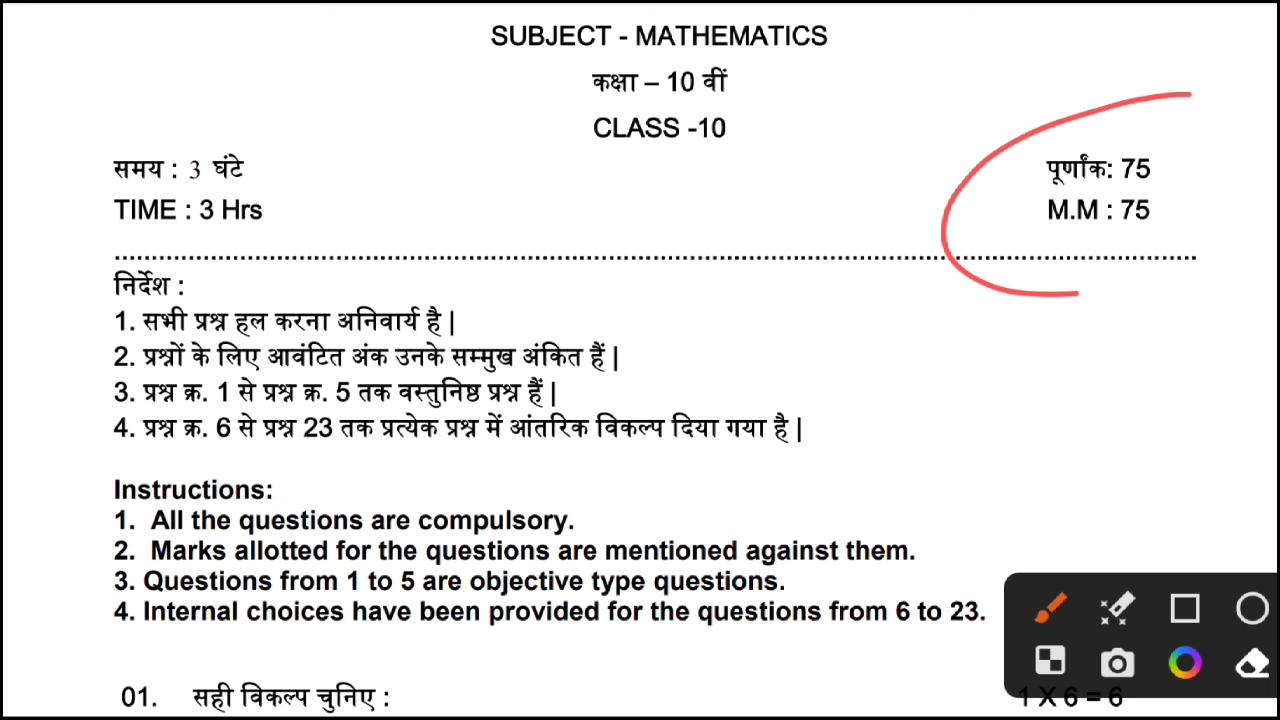 SUBJECT - MATHEMATICS
कक्षा – 10 वीं
CLASS -10
समय : 3 घंटे
पूर्णांक: 75
TIME : 3 Hrs
M.M : 75
निर्देश :
1. सभी प्रश्न हल करना अनिवार्य है |
2. प्रश्नों के लिए आवंटित अंक उनके सम्मुख अंकित हैं |
3. प्रश्न क्र. 1 से प्रश्न क्र. 5 तक वस्तुनिष्ठ प्रश्न हैं |
4. प्रश्न क्र. 6 से प्रश्न 23 तक प्रत्येक प्रश्न में आंतरिक विकल्प दिया गया है |
Instructions:
1. All the questions are compulsory.
2. Marks allotted for the questions are mentioned against them.
3. Questions from 1 to 5 are objective type questions.
4. Internal choices have been provided for the questions from 6 to 23.
01. सही विकल्प चुनिए : 1 X 6 = 6